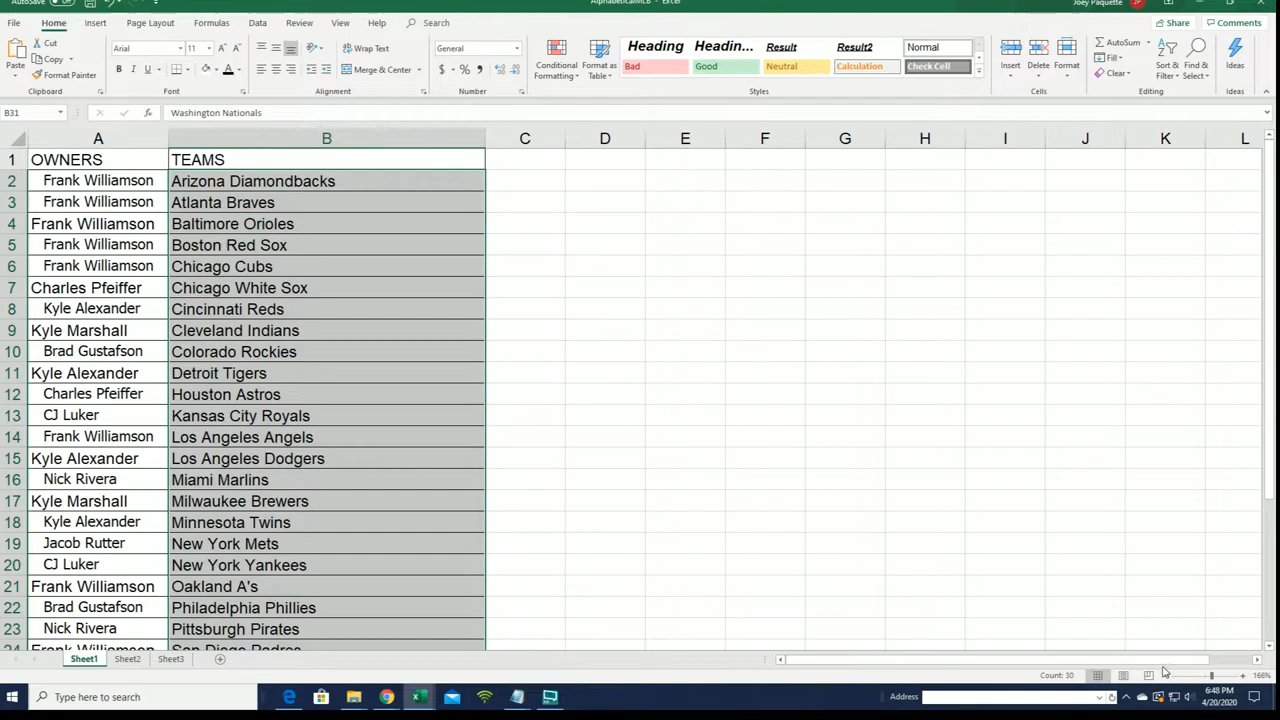 AutoSave Off AlphabeticalMLB - Excel Joey Paquette JP
File Home Insert Page Layout Formulas Data Review View Help Search Share Comments
Paste Cut Copy Format Painter Clipboard
Arial 11 Font
Wrap Text Merge & Center Alignment
General Number
Conditional Formatting Format as Table
Heading Headin... Result Result2 Normal
Bad Good Neutral Calculation Check Cell
Styles
Insert Delete Format Cells
AutoSum Fill Clear Sort & Filter Find & Select Editing
Ideas Ideas
B31 Washington Nationals
A B C D E F G H I J K L
1 OWNERS TEAMS
2 Frank Williamson Arizona Diamondbacks
3 Frank Williamson Atlanta Braves
4 Frank Williamson Baltimore Orioles
5 Frank Williamson Boston Red Sox
6 Frank Williamson Chicago Cubs
7 Charles Pfeiffer Chicago White Sox
8 Kyle Alexander Cincinnati Reds
9 Kyle Marshall Cleveland Indians
10 Brad Gustafson Colorado Rockies
11 Kyle Alexander Detroit Tigers
12 Charles Pfeiffer Houston Astros
13 CJ Luker Kansas City Royals
14 Frank Williamson Los Angeles Angels
15 Kyle Alexander Los Angeles Dodgers
16 Nick Rivera Miami Marlins
17 Kyle Marshall Milwaukee Brewers
18 Kyle Alexander Minnesota Twins
19 Jacob Rutter New York Mets
20 CJ Luker New York Yankees
21 Frank Williamson Oakland A's
22 Brad Gustafson Philadelphia Phillies
23 Nick Rivera Pittsburgh Pirates
24 Frank Williamson San Diego Padres
Sheet1 Sheet2 Sheet3
Count: 30 166%
Type here to search Address 6:48 PM
4/20/2020